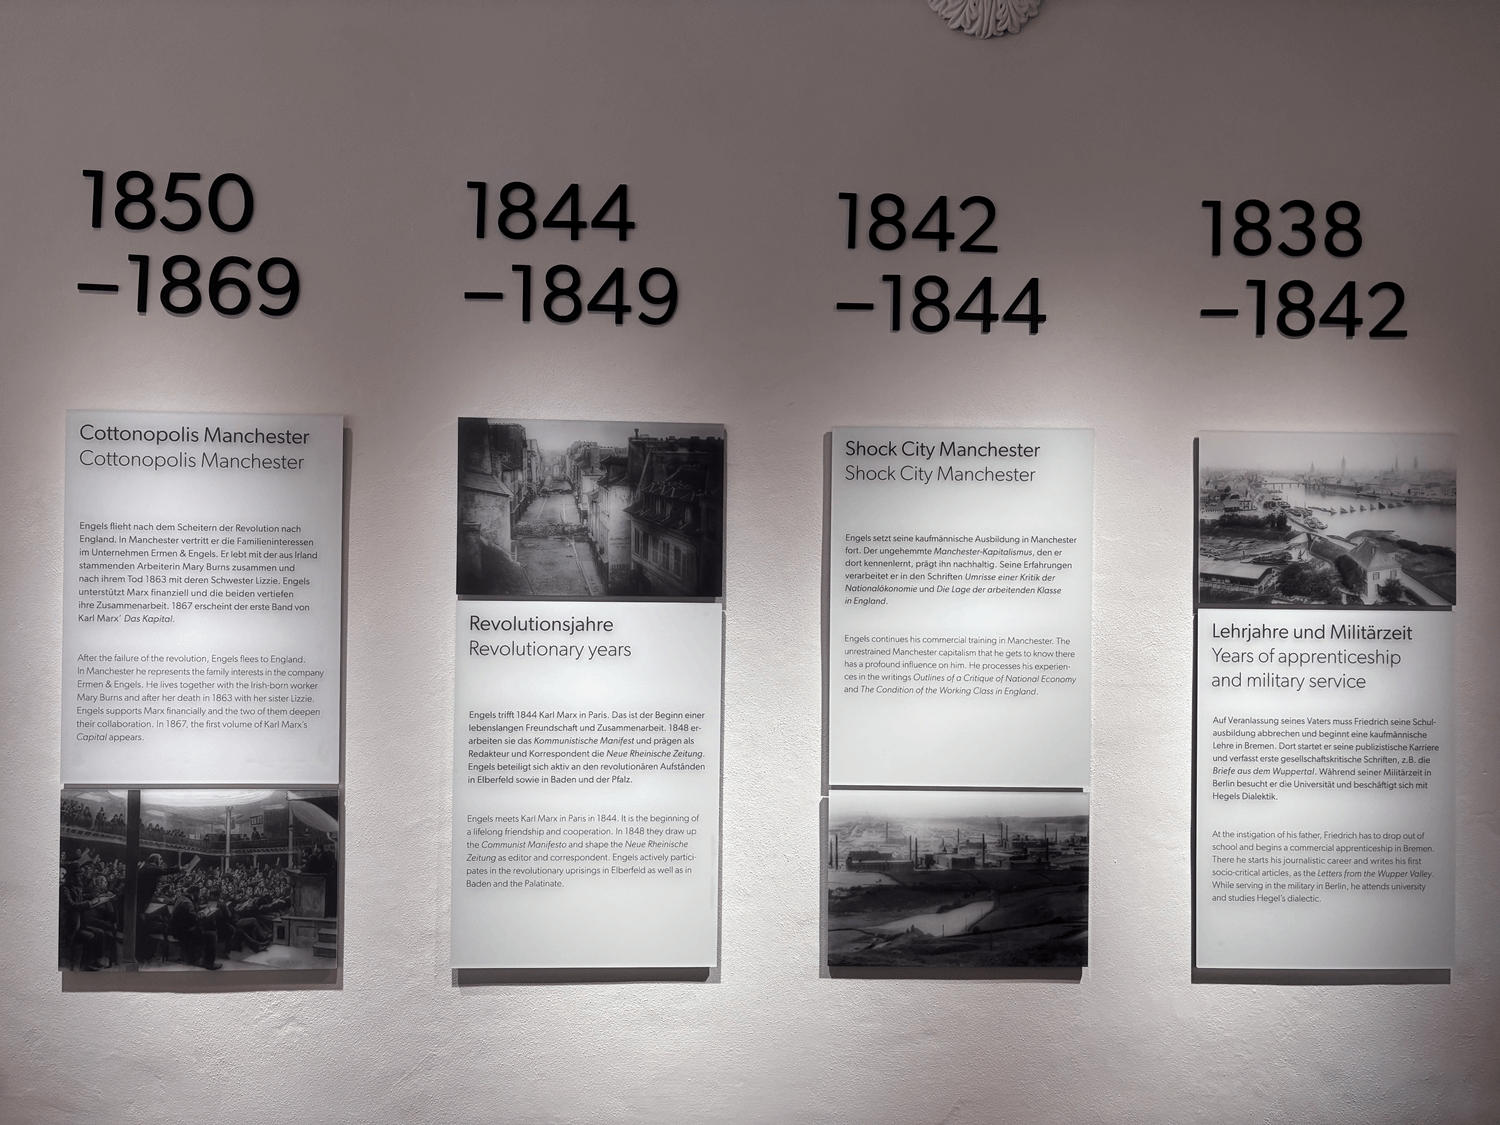 1850
–1869
Cottonopolis Manchester
Cottonopolis Manchester
Engels flieht nach dem Scheitern der Revolution nach
England. In Manchester vertritt er die Familieninteressen
im Unternehmen Ermen & Engels. Er lebt mit der aus Irland
stammenden Arbeiterin Mary Burns zusammen und
nach ihrem Tod 1863 mit deren Schwester Lizzie. Engels
unterstützt Marx finanziell und die beiden vertiefen
ihre Zusammenarbeit. 1867 erscheint der erste Band von
Karl Marx' Das Kapital.
After the failure of the revolution, Engels flees to England.
In Manchester he represents the family interests in the company
Ermen & Engels. He lives together with the Irish-born worker
Mary Burns and after her death in 1863 with her sister Lizzie.
Engels supports Marx financially and the two of them deepen
their collaboration. In 1867, the first volume of Karl Marx's
Capital appears.
1844
–1849
Revolutionsjahre
Revolutionary years
Engels trifft 1844 Karl Marx in Paris. Das ist der Beginn einer
lebenslangen Freundschaft und Zusammenarbeit. 1848 er-
arbeiten sie das Kommunistische Manifest und prägen als
Redakteur und Korrespondent die Neue Rheinische Zeitung.
Engels beteiligt sich aktiv an den revolutionären Aufständen
in Elberfeld sowie in Baden und der Pfalz.
Engels meets Karl Marx in Paris in 1844. It is the beginning of
a lifelong friendship and cooperation. In 1848 they draw up
the Communist Manifesto and shape the Neue Rheinische
Zeitung as editor and correspondent. Engels actively partici-
pates in the revolutionary uprisings in Elberfeld as well as in
Baden and the Palatinate.
1842
–1844
Shock City Manchester
Shock City Manchester
Engels setzt seine kaufmännische Ausbildung in Manchester
fort. Der ungehemmte Manchester-Kapitalismus, den er
dort kennenlernt, prägt ihn nachhaltig. Seine Erfahrungen
verarbeitet er in den Schriften Umrisse einer Kritik der
Nationalökonomie und Die Lage der arbeitenden Klasse
in England.
Engels continues his commercial training in Manchester. The
unrestrained Manchester capitalism that he gets to know there
has a profound influence on him. He processes his experien-
ces in the writings Outlines of a Critique of National Economy
and The Condition of the Working Class in England.
1838
–1842
Lehrjahre und Militärzeit
Years of apprenticeship
and military service
Auf Veranlassung seines Vaters muss Friedrich seine Schul-
ausbildung abbrechen und beginnt eine kaufmännische
Lehre in Bremen. Dort startet er seine publizistische Karriere
und verfasst erste gesellschaftskritische Schriften, z.B. die
Briefe aus dem Wuppertal. Während seiner Militärzeit in
Berlin besucht er die Universität und beschäftigt sich mit
Hegels Dialektik.
At the instigation of his father, Friedrich has to drop out of
school and begins a commercial apprenticeship in Bremen.
There he starts his journalistic career and writes his first
socio-critical articles, as the Letters from the Wupper Valley.
While serving in the military in Berlin, he attends university
and studies Hegel's dialectic.